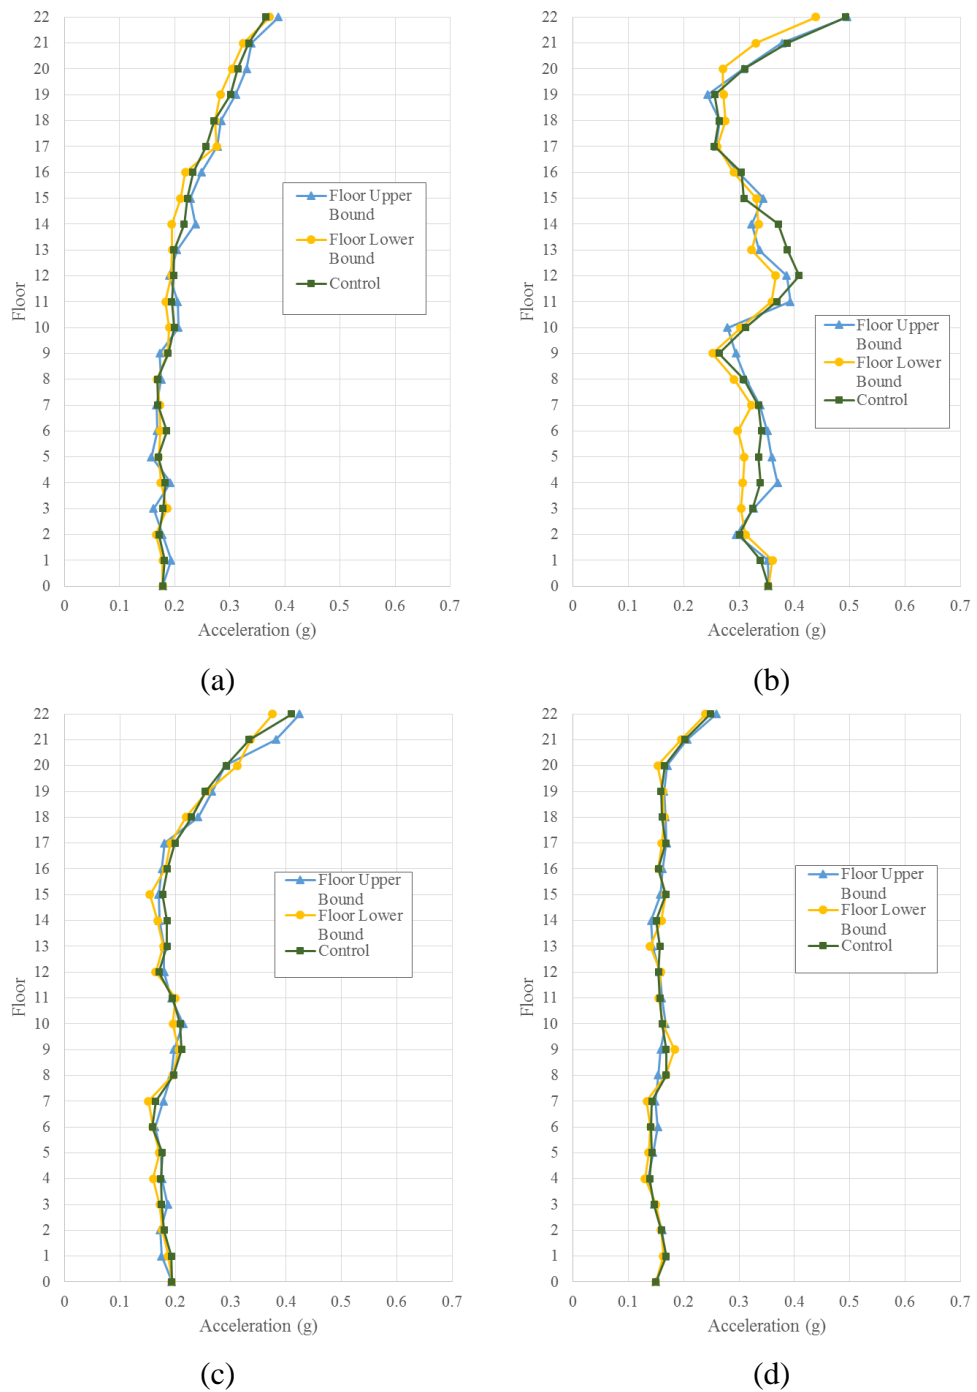 22
21
20
19
18
17
16
15
14
13
12
11
10
9
8
7
6
5
4
3
2
1
0
Floor
Floor Upper
Bound
Floor Lower
Bound
Control
0 0.1 0.2 0.3 0.4 0.5 0.6 0.7
Acceleration (g)
(a)
22
21
20
19
18
17
16
15
14
13
12
11
10
9
8
7
6
5
4
3
2
1
0
Floor
Floor Upper
Bound
Floor Lower
Bound
Control
0 0.1 0.2 0.3 0.4 0.5 0.6 0.7
Acceleration (g)
(b)
22
21
20
19
18
17
16
15
14
13
12
11
10
9
8
7
6
5
4
3
2
1
0
Floor
Floor Upper
Bound
Floor Lower
Bound
Control
0 0.1 0.2 0.3 0.4 0.5 0.6 0.7
Acceleration (g)
(c)
22
21
20
19
18
17
16
15
14
13
12
11
10
9
8
7
6
5
4
3
2
1
0
Floor
Floor Upper
Bound
Floor Lower
Bound
Control
0 0.1 0.2 0.3 0.4 0.5 0.6 0.7
Acceleration (g)
(d)